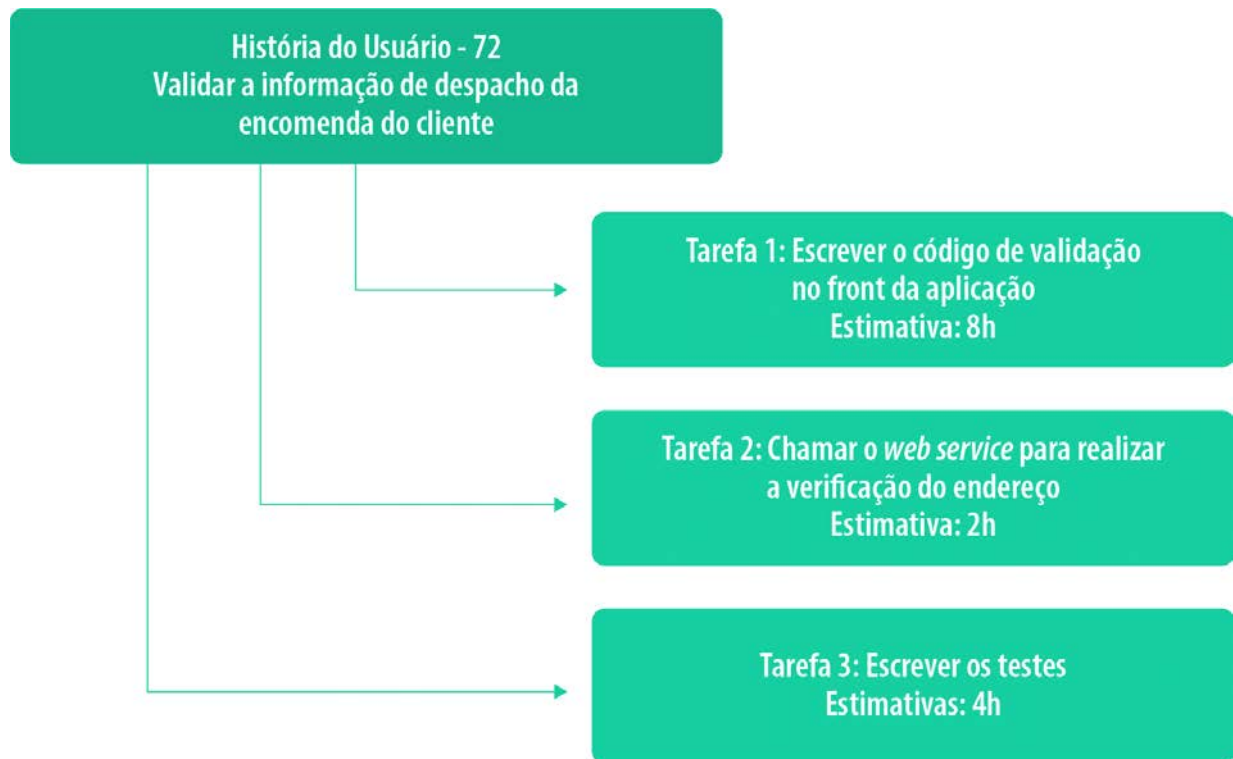 História do Usuário - 72
Validar a informação de despacho da
encomenda do cliente
Tarefa 1: Escrever o código de validação
no front da aplicação
Estimativa: 8h
Tarefa 2: Chamar o web service para realizar
a verificação do endereço
Estimativa: 2h
Tarefa 3: Escrever os testes
Estimativas: 4h